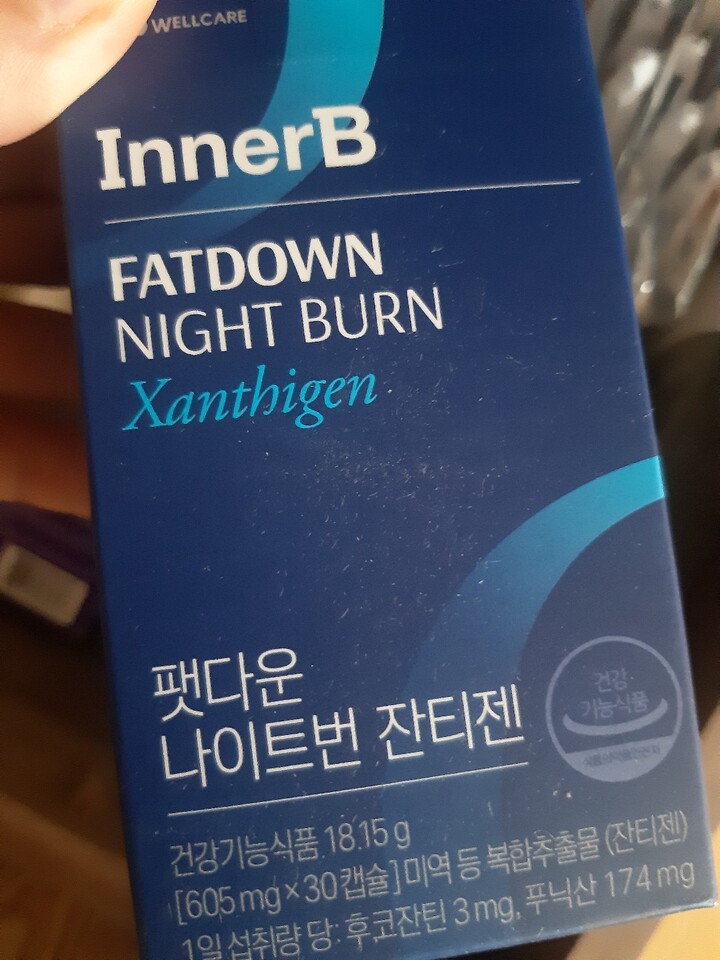 WELLCARE
InnerB
FATDOWN
NIGHT BURN
Xanthigen
팻다운
나이트번 잔티젠
건강
기능식품
건강기능식품 18.15 g
[605 mg × 30캡슐] 미역 등 복합추출물 (잔티젠)
1일 섭취량 당: 후코잔틴 3 mg, 푸닉산 174 mg